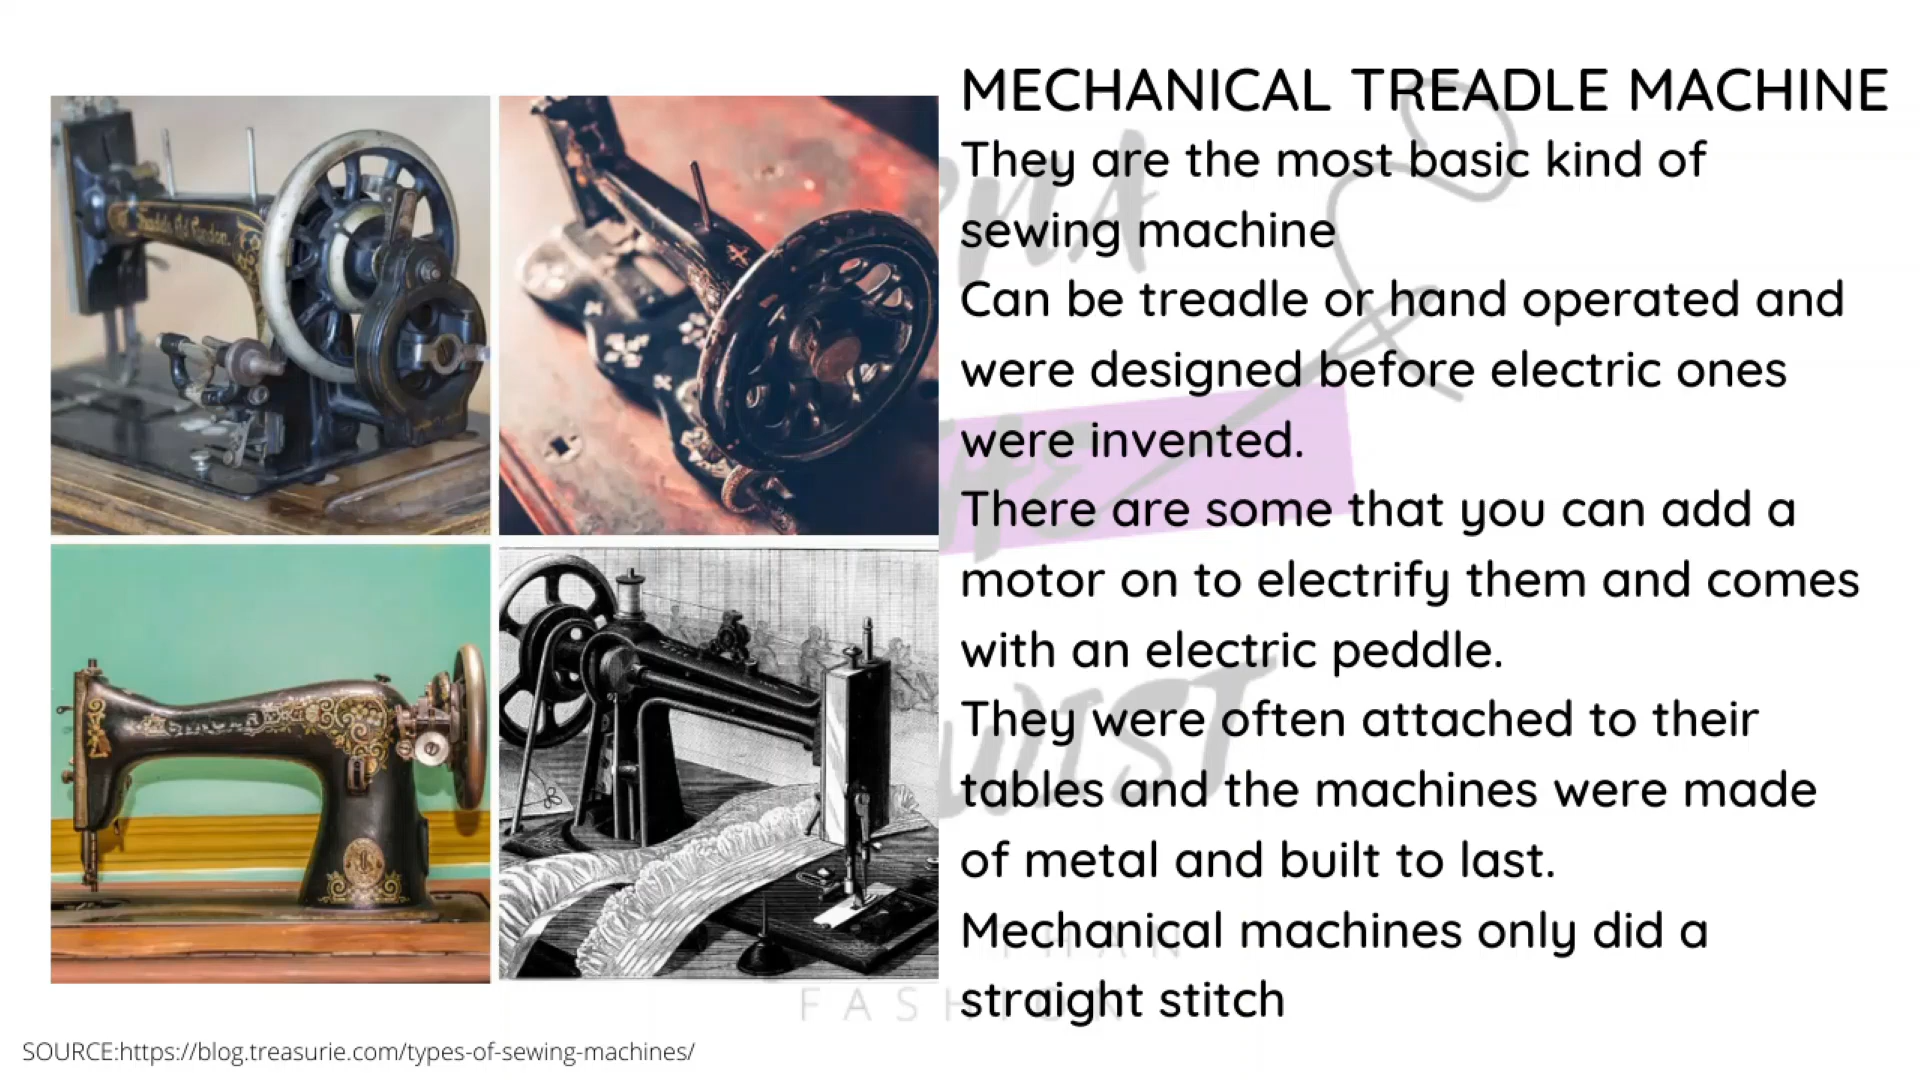 MECHANICAL TREADLE MACHINE
They are the most basic kind of
sewing machine
Can be treadle or hand operated and
were designed before electric ones
were invented.
There are some that you can add a
motor on to electrify them and comes
with an electric peddle.
They were often attached to their
tables and the machines were made
of metal and built to last.
Mechanical machines only did a
straight stitch
FASHION
SOURCE:https://blog.treasurie.com/types-of-sewing-machines/